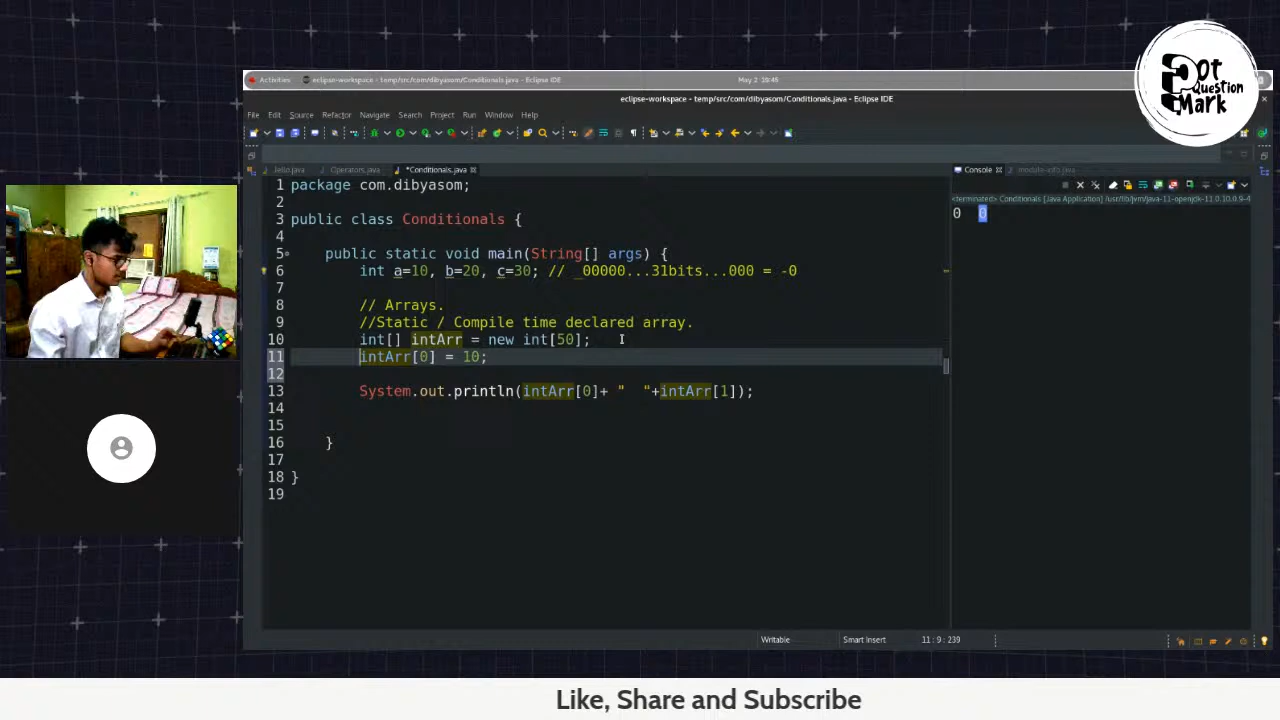 Activities
eclipse-workspace - temp/src/com/dibyasom/Conditionals.java - Eclipse IDE
May 2 19:45
Dot
Question
Mark
eclipse-workspace - temp/src/com/dibyasom/Conditionals.java - Eclipse IDE
File Edit Source Refactor Navigate Search Project Run Window Help
Operators.java
*Conditionals.java
Console
module-info.java
<terminated> Conditionals [Java Application] /usr/lib/jvm/java-11-openjdk-11.0.10.0.9-4
0 0
1 package com.dibyasom;
2
3 public class Conditionals {
4
5 public static void main(String[] args) {
6 int a=10, b=20, c=30; // _00000...31bits...000 = -0
7
8 // Arrays.
9 //Static / Compile time declared array.
10 int[] intArr = new int[50];
11 intArr[0] = 10;
12
13 System.out.println(intArr[0]+ "  "+intArr[1]);
14
15
16 }
17
18 }
19
Writable Smart Insert 11 : 9 : 239
Like, Share and Subscribe